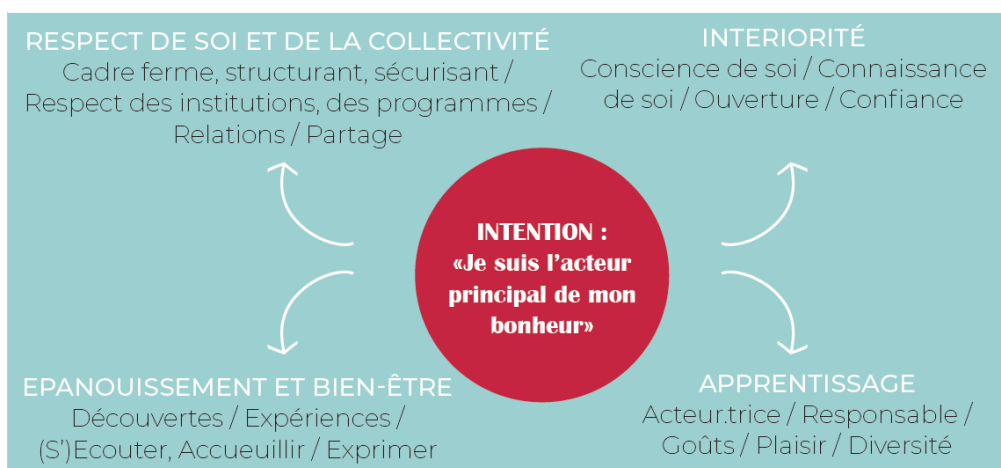 RESPECT DE SOI ET DE LA COLLECTIVITÉ
Cadre ferme, structurant, sécurisant /
Respect des institutions, des programmes /
Relations / Partage
INTERIORITÉ
Conscience de soi / Connaissance
de soi / Ouverture / Confiance
INTENTION :
«Je suis l'acteur
principal de mon
bonheur»
EPANOUISSEMENT ET BIEN-ÊTRE
Découvertes / Expériences /
(S')Ecouter, Accueuillir / Exprimer
APPRENTISSAGE
Acteur.trice / Responsable /
Goûts / Plaisir / Diversité